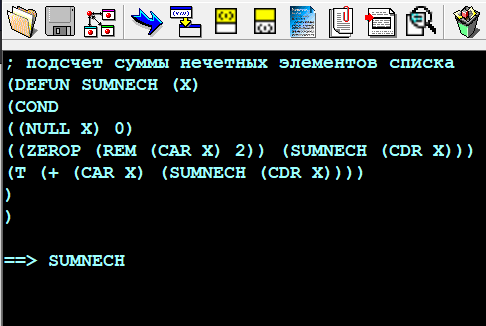 ; подсчет суммы нечетных элементов списка
(DEFUN SUMNECH (X)
(COND
((NULL X) 0)
((ZEROP (REM (CAR X) 2)) (SUMNECH (CDR X)))
(T (+ (CAR X) (SUMNECH (CDR X))))
)
)
==> SUMNECH